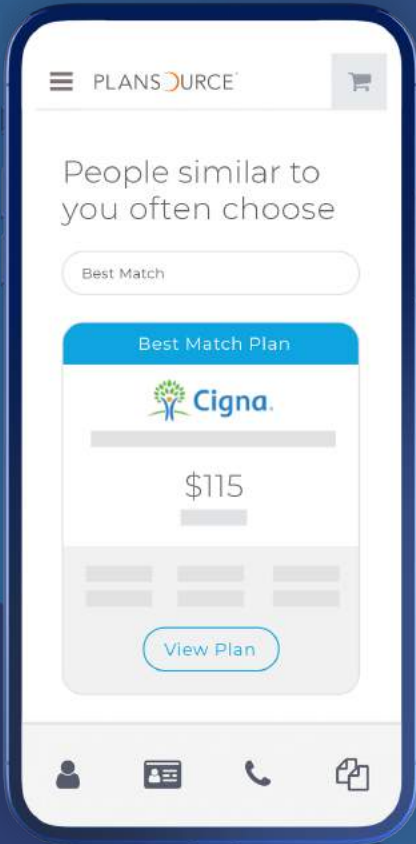 PLANSOURCE
People similar to
you often choose
Best Match
Best Match Plan
Cigna.
$115
View Plan